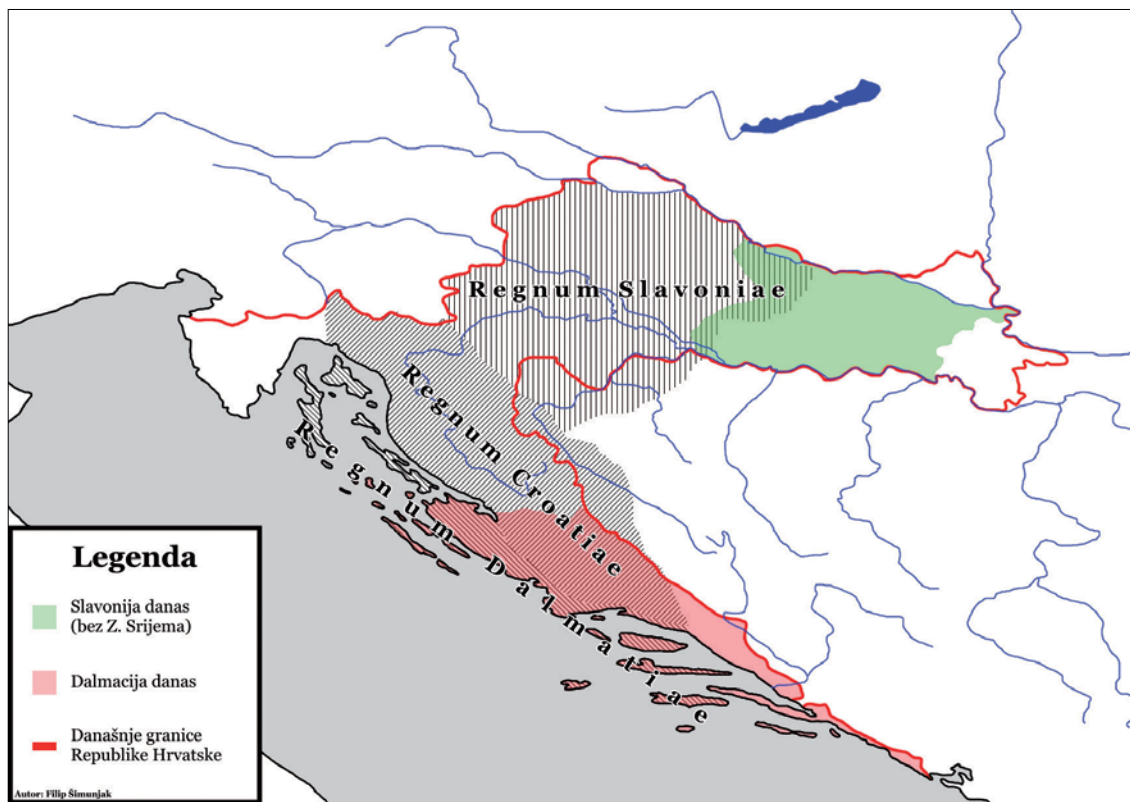 Regnum Slavoniae
Regnum Croatiae
Regnum Dalmatiae
Legenda
Slavonija danas
(bez Z. Srijema)
Dalmacija danas
Današnje granice
Republike Hrvatske
Autor: Filip Šimunjak